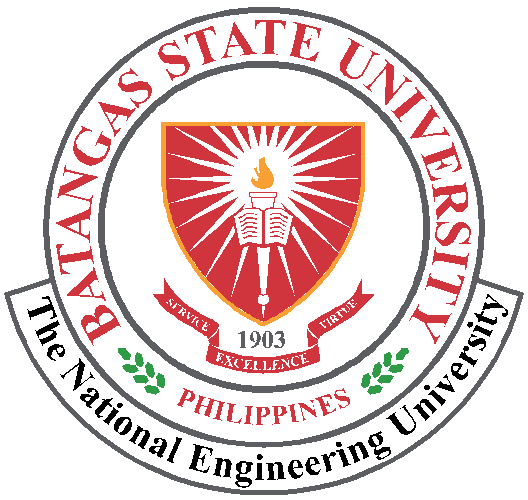 BATANGAS STATE UNIVERSITY
SERVICE
EXCELLENCE
VIRTUE
1903
PHILIPPINES
The National Engineering University